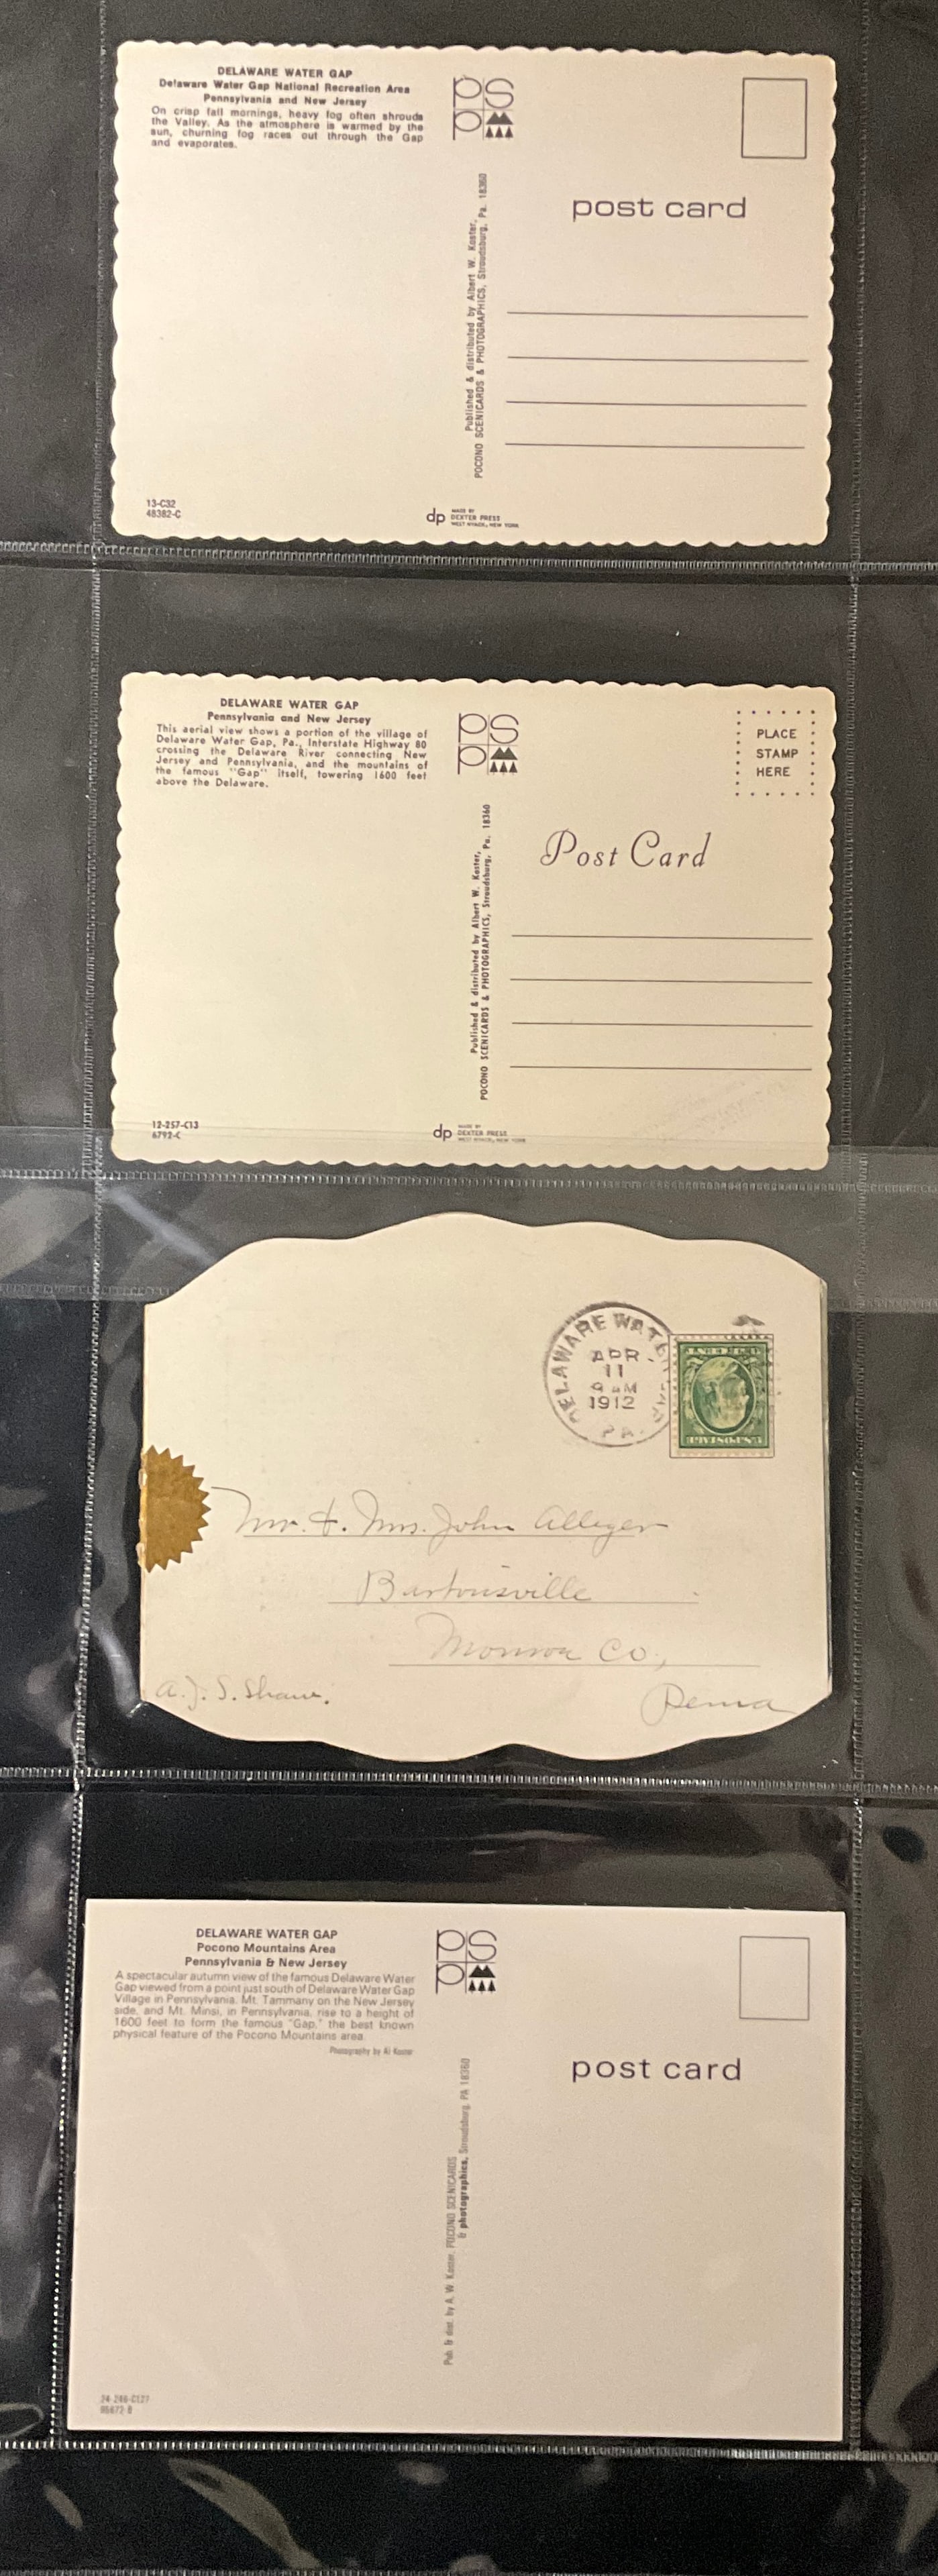 DELAWARE WATER GAP
Delaware Water Gap National Recreation Area
Pennsylvania and New Jersey
On crisp fall mornings, heavy fog often shrouds
the Valley. As the atmosphere is warmed by the
sun, churning fog races out through the Gap
and evaporates.
PS
P
post card
Published & distributed by Albert W. Koster,
POCONO SCENICARDS & PHOTOGRAPHICS, Stroudsburg, Pa. 18360
13-C32
48382-C
dp
MADE BY
DEXTER PRESS
WEST NYACK, NEW YORK
DELAWARE WATER GAP
Pennsylvania and New Jersey
This aerial view shows a portion of the village of
Delaware Water Gap, Pa., Interstate Highway 80
crossing the Delaware River connecting New
Jersey and Pennsylvania, and the mountains of
the famous "Gap" itself, towering 1600 feet
above the Delaware.
PS
P
PLACE
STAMP
HERE
Post Card
Published & distributed by Albert W. Koster,
POCONO SCENICARDS & PHOTOGRAPHICS, Stroudsburg, Pa. 18360
12-257-C13
6792-C
dp
MADE BY
DEXTER PRESS
WEST NYACK, NEW YORK
DELAWARE WATER GAP
APR
11
9 AM
1912
PA.
U.S. POSTAGE
Mr. & Mrs. John Alleger
Bartonsville
Monroe Co,
A. J. S. Shaw.
Penna
DELAWARE WATER GAP
Pocono Mountains Area
Pennsylvania & New Jersey
A spectacular autumn view of the famous Delaware Water
Gap viewed from a point just south of Delaware Water Gap
Village in Pennsylvania. Mt. Tammany on the New Jersey
side, and Mt. Minsi, in Pennsylvania, rise to a height of
1600 feet to form the famous "Gap," the best known
physical feature of the Pocono Mountains area.
Photography by Al Koster
PS
P
post card
Pub. & dist. by A. W. Koster, POCONO SCENICARDS
& photographics, Stroudsburg, PA 18360